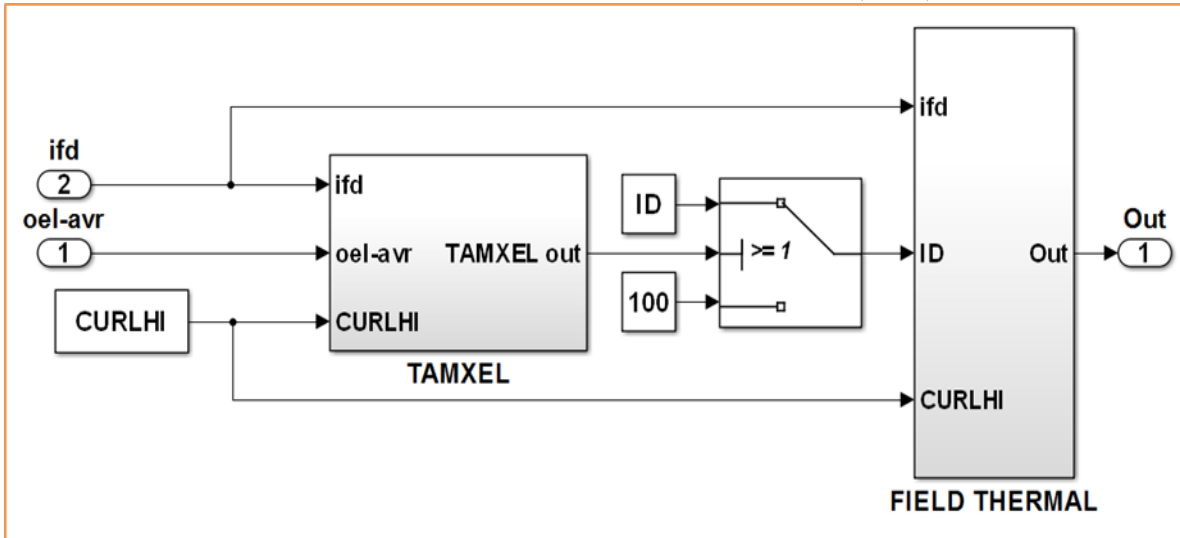 ifd
2
oel-avr
1
CURLHI
ifd
oel-avr
TAMXEL out
CURLHI
TAMXEL
ID
100
>= 1
ifd
ID
Out
CURLHI
FIELD THERMAL
Out
1